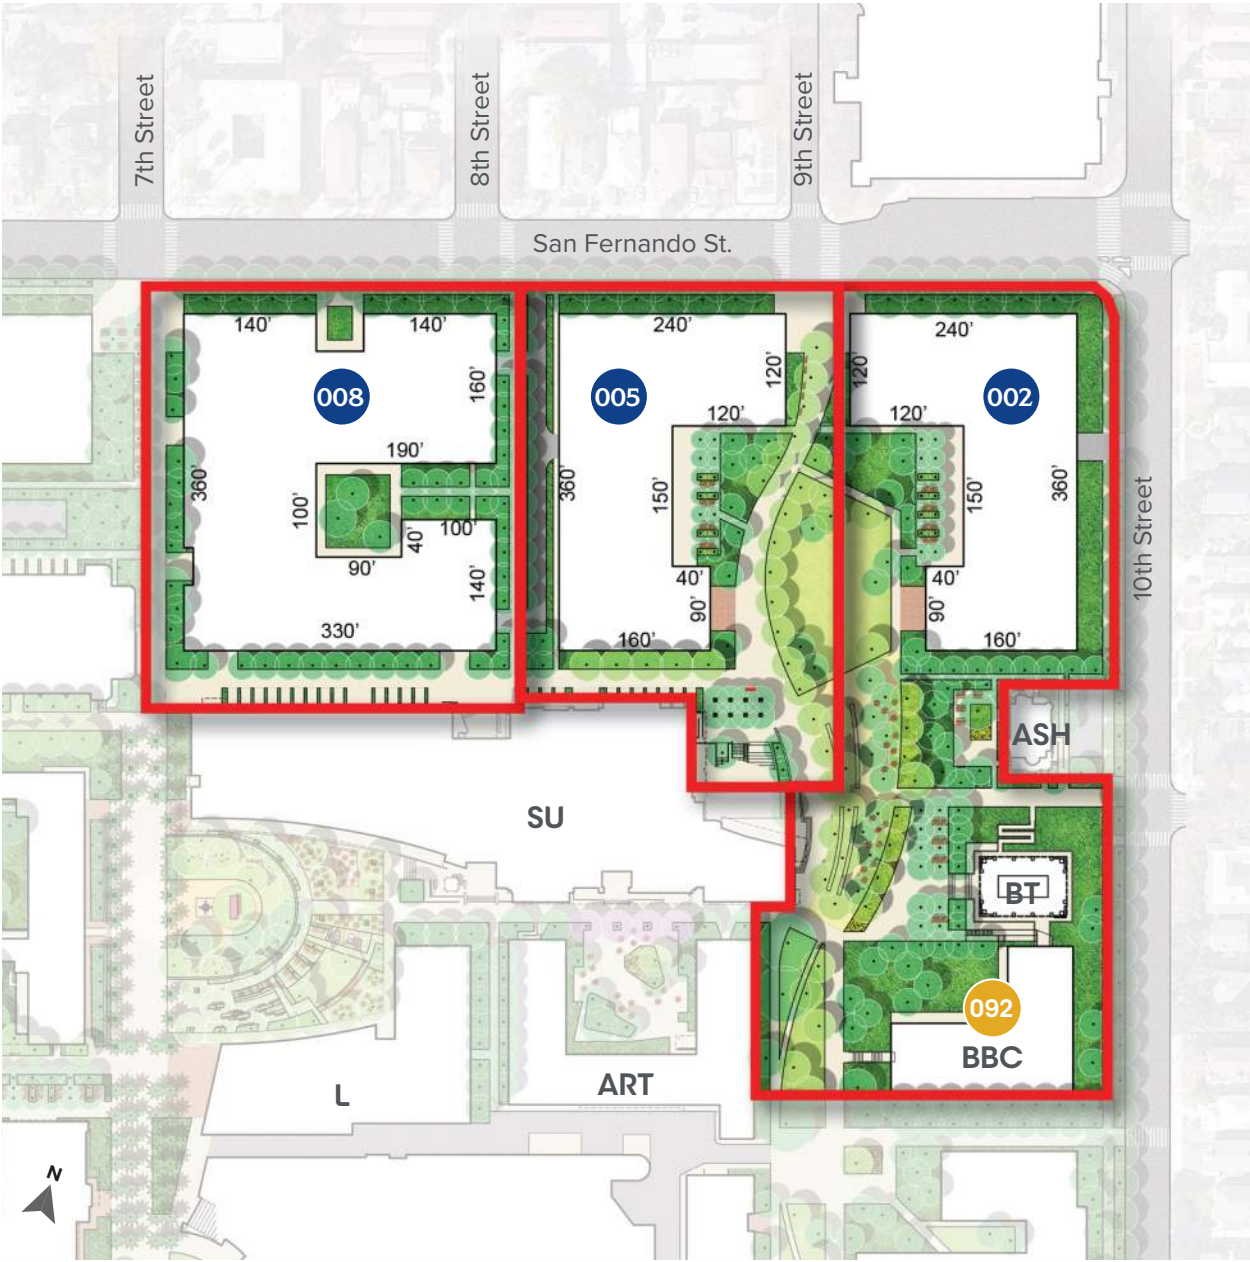 7th Street
8th Street
9th Street
San Fernando St.
140'
140'
240'
240'
008
005
002
160'
120'
120'
120'
120'
190'
360'
100'
360'
150'
150'
360'
100'
40'
90'
40'
40'
140'
90'
90'
330'
160'
160'
10th Street
ASH
SU
BT
092
BBC
L
ART
N